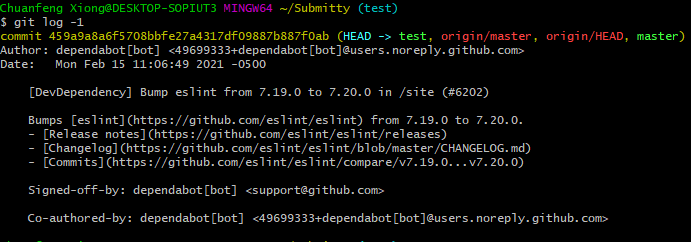 Chuanfeng Xiong@DESKTOP-SOPIUT3 MINGW64 ~/Submitty (test)
$ git log -1
commit 459a9a8a6f5708bbfe27a4317df09887b887f0ab (HEAD -> test, origin/master, origin/HEAD, master)
Author: dependabot[bot] <49699333+dependabot[bot]@users.noreply.github.com>
Date:   Mon Feb 15 11:06:49 2021 -0500
    [DevDependency] Bump eslint from 7.19.0 to 7.20.0 in /site (#6202)
    Bumps [eslint](https://github.com/eslint/eslint) from 7.19.0 to 7.20.0.
    - [Release notes](https://github.com/eslint/eslint/releases)
    - [Changelog](https://github.com/eslint/eslint/blob/master/CHANGELOG.md)
    - [Commits](https://github.com/eslint/eslint/compare/v7.19.0...v7.20.0)
    Signed-off-by: dependabot[bot] <support@github.com>
    Co-authored-by: dependabot[bot] <49699333+dependabot[bot]@users.noreply.github.com>